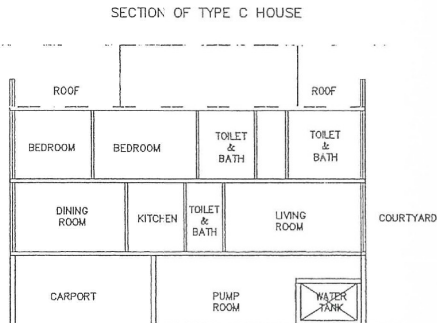 SECTION OF TYPE C HOUSE
ROOF
ROOF
BEDROOM
BEDROOM
TOILET
&
BATH
TOILET
&
BATH
DINING
ROOM
KITCHEN
TOILET
&
BATH
LIVING
ROOM
COURTYARD
CARPORT
PUMP
ROOM
WATER
TANK